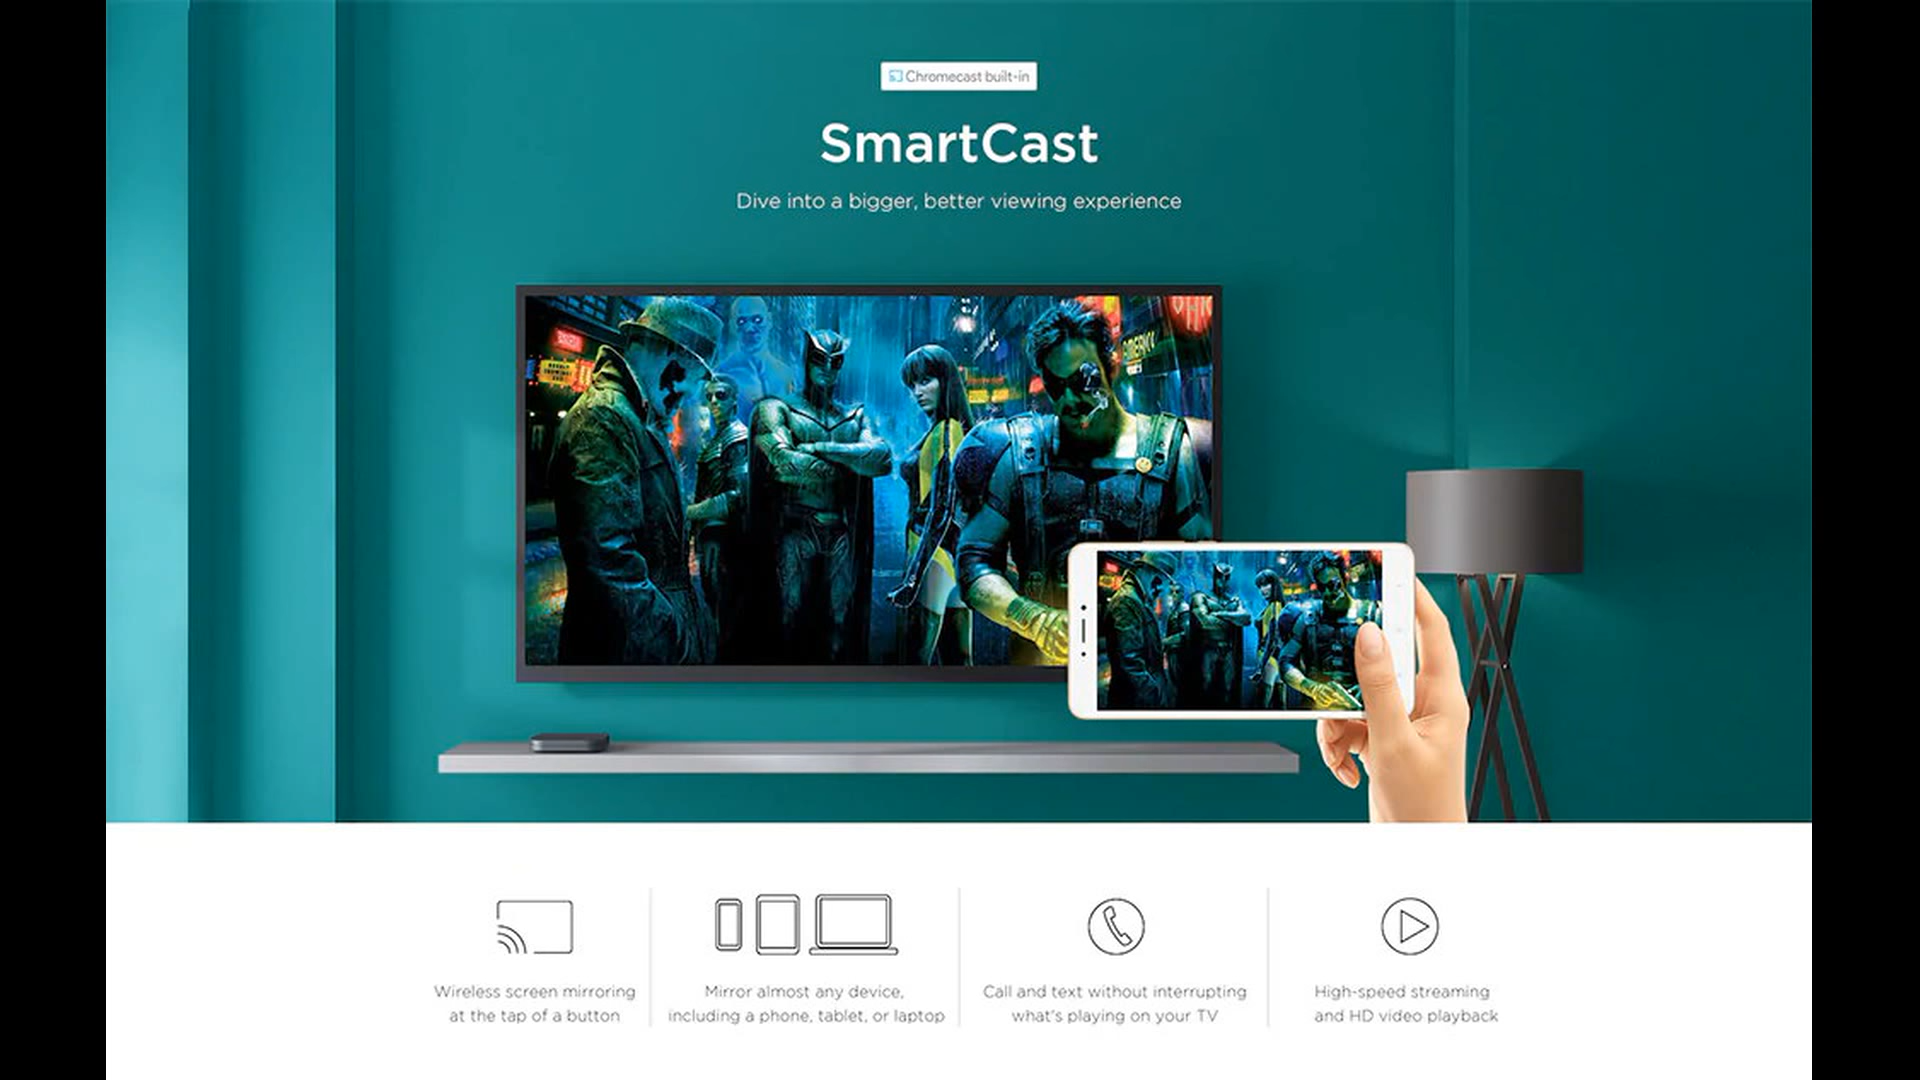 Chromecast built-in
SmartCast
Dive into a bigger, better viewing experience
Wireless screen mirroring
at the tap of a button
Mirror almost any device,
including a phone, tablet, or laptop
Call and text without interrupting
what's playing on your TV
High-speed streaming
and HD video playback